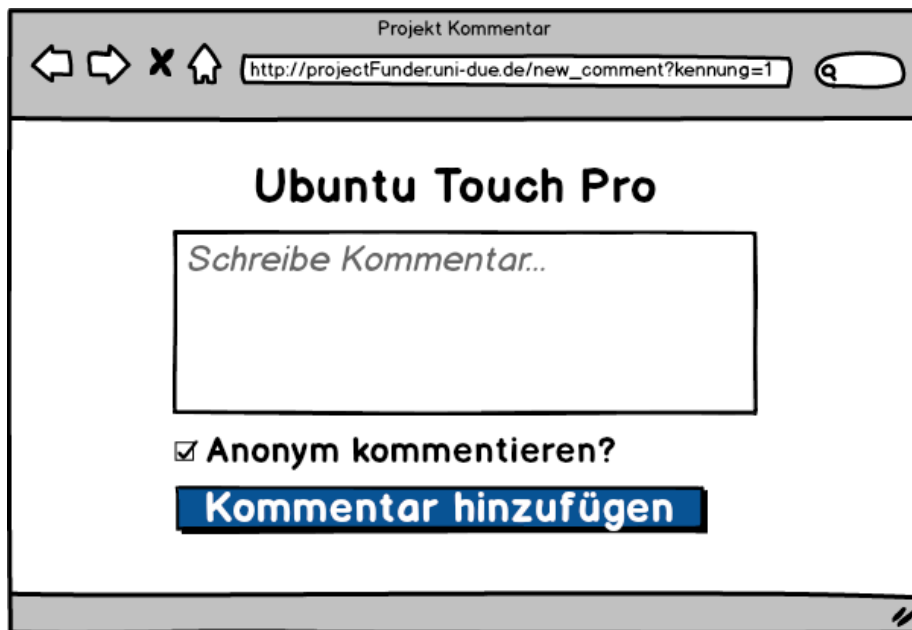 Projekt Kommentar
http://projectFunder.uni-due.de/new_comment?kennung=1
Ubuntu Touch Pro
Schreibe Kommentar...
Anonym kommentieren?
Kommentar hinzufügen